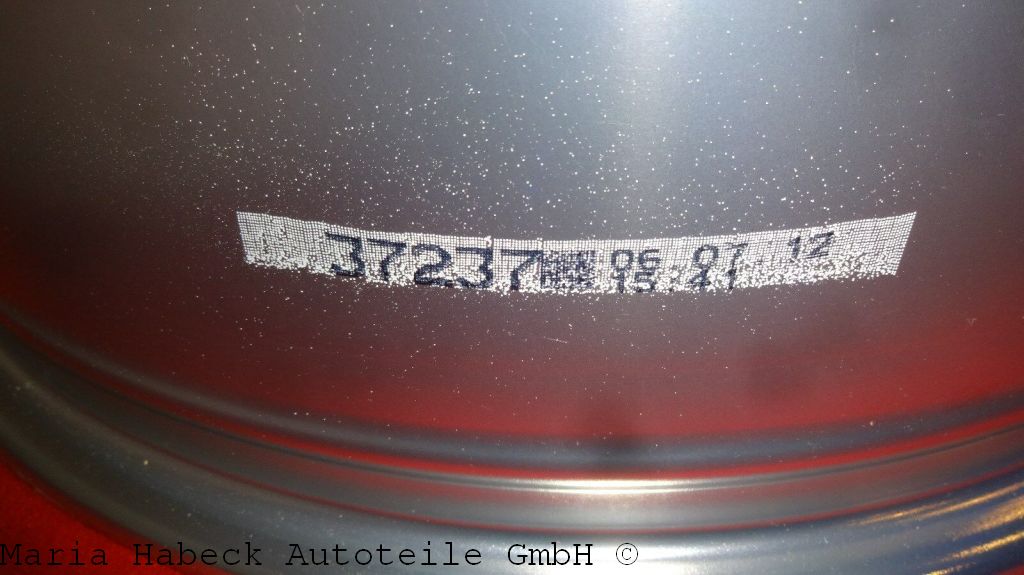 37237 06.07.12
15:41
Maria Habeck Autoteile GmbH ©